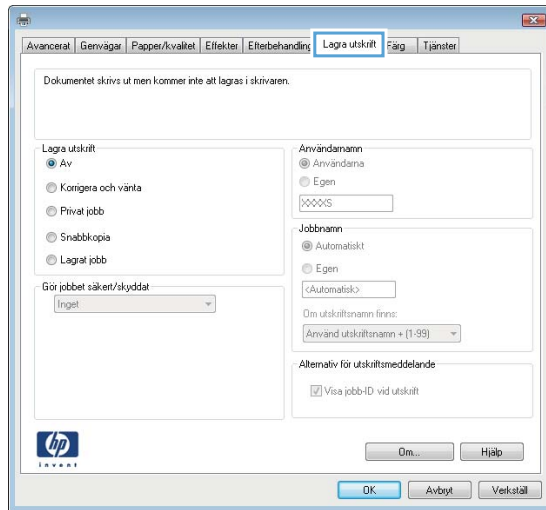 Avancerat Genvägar Papper/kvalitet Effekter Efterbehandling Lagra utskrift Färg Tjänster
Dokumentet skrivs ut men kommer inte att lagras i skrivaren.
Lagra utskrift
Av
Korrigera och vänta
Privat jobb
Snabbkopia
Lagrat jobb
Gör jobbet säkert/skyddat
Inget
Användarnamn
Användarna
Egen
XXXXS
Jobbnamn
Automatiskt
Egen
<Automatisk>
Om utskriftsnamn finns:
Använd utskriftsnamn + (1-99)
Alternativ för utskriftsmeddelande
Visa jobb-ID vid utskrift
hp
invent
Om... Hjälp
OK Avbryt Verkställ